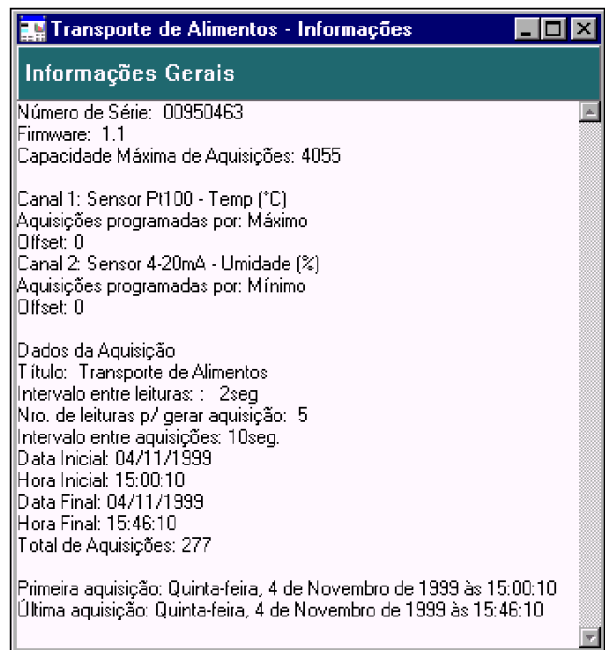 Transporte de Alimentos - Informações
Informações Gerais
Número de Série: 00950463
Firmware: 1.1
Capacidade Máxima de Aquisições: 4055
Canal 1: Sensor Pt100 - Temp (°C)
Aquisições programadas por: Máximo
Offset: 0
Canal 2: Sensor 4-20mA - Umidade (%)
Aquisições programadas por: Mínimo
Offset: 0
Dados da Aquisição
Título: Transporte de Alimentos
Intervalo entre leituras: : 2seg
Nro. de leituras p/ gerar aquisição: 5
Intervalo entre aquisições: 10seg.
Data Inicial: 04/11/1999
Hora Inicial: 15:00:10
Data Final: 04/11/1999
Hora Final: 15:46:10
Total de Aquisições: 277
Primeira aquisição: Quinta-feira, 4 de Novembro de 1999 às 15:00:10
Última aquisição: Quinta-feira, 4 de Novembro de 1999 às 15:46:10